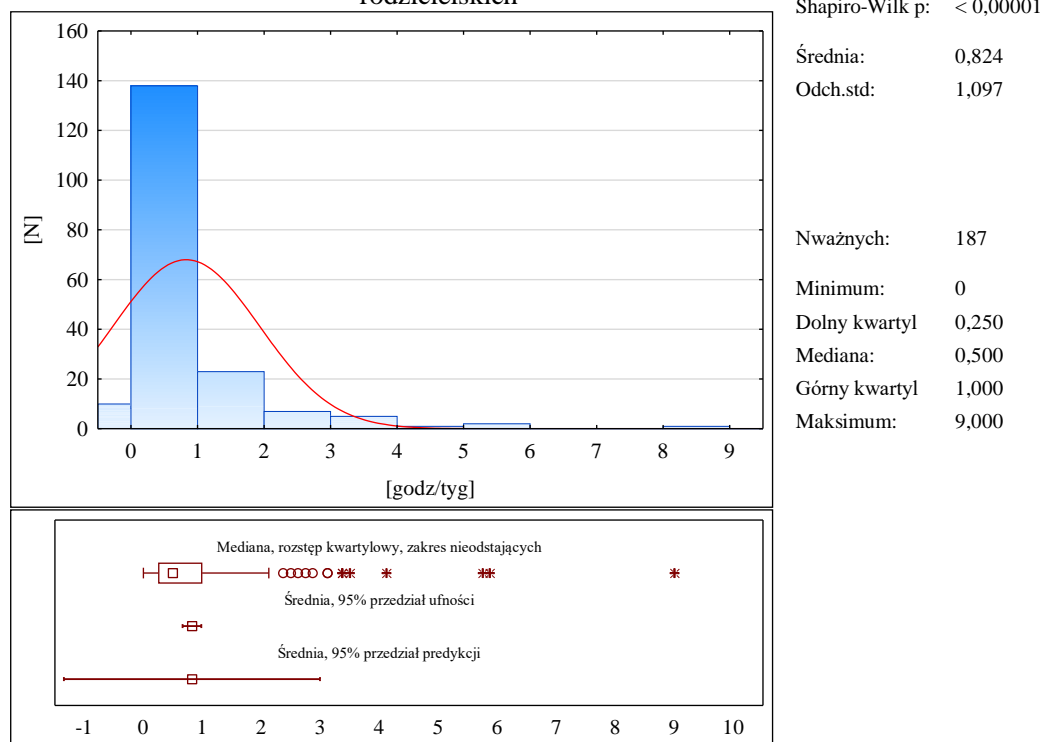 rodzicielskich
160
140
120
100
80
60
40
20
0
[N]
0 1 2 3 4 5 6 7 8 9
[godz/tyg]
Shapiro-Wilk p: < 0,00001
Średnia: 0,824
Odch.std: 1,097
Nważnych: 187
Minimum: 0
Dolny kwartyl 0,250
Mediana: 0,500
Górny kwartyl 1,000
Maksimum: 9,000
Mediana, rozstęp kwartylowy, zakres nieodstających
Średnia, 95% przedział ufności
Średnia, 95% przedział predykcji
-1 0 1 2 3 4 5 6 7 8 9 10